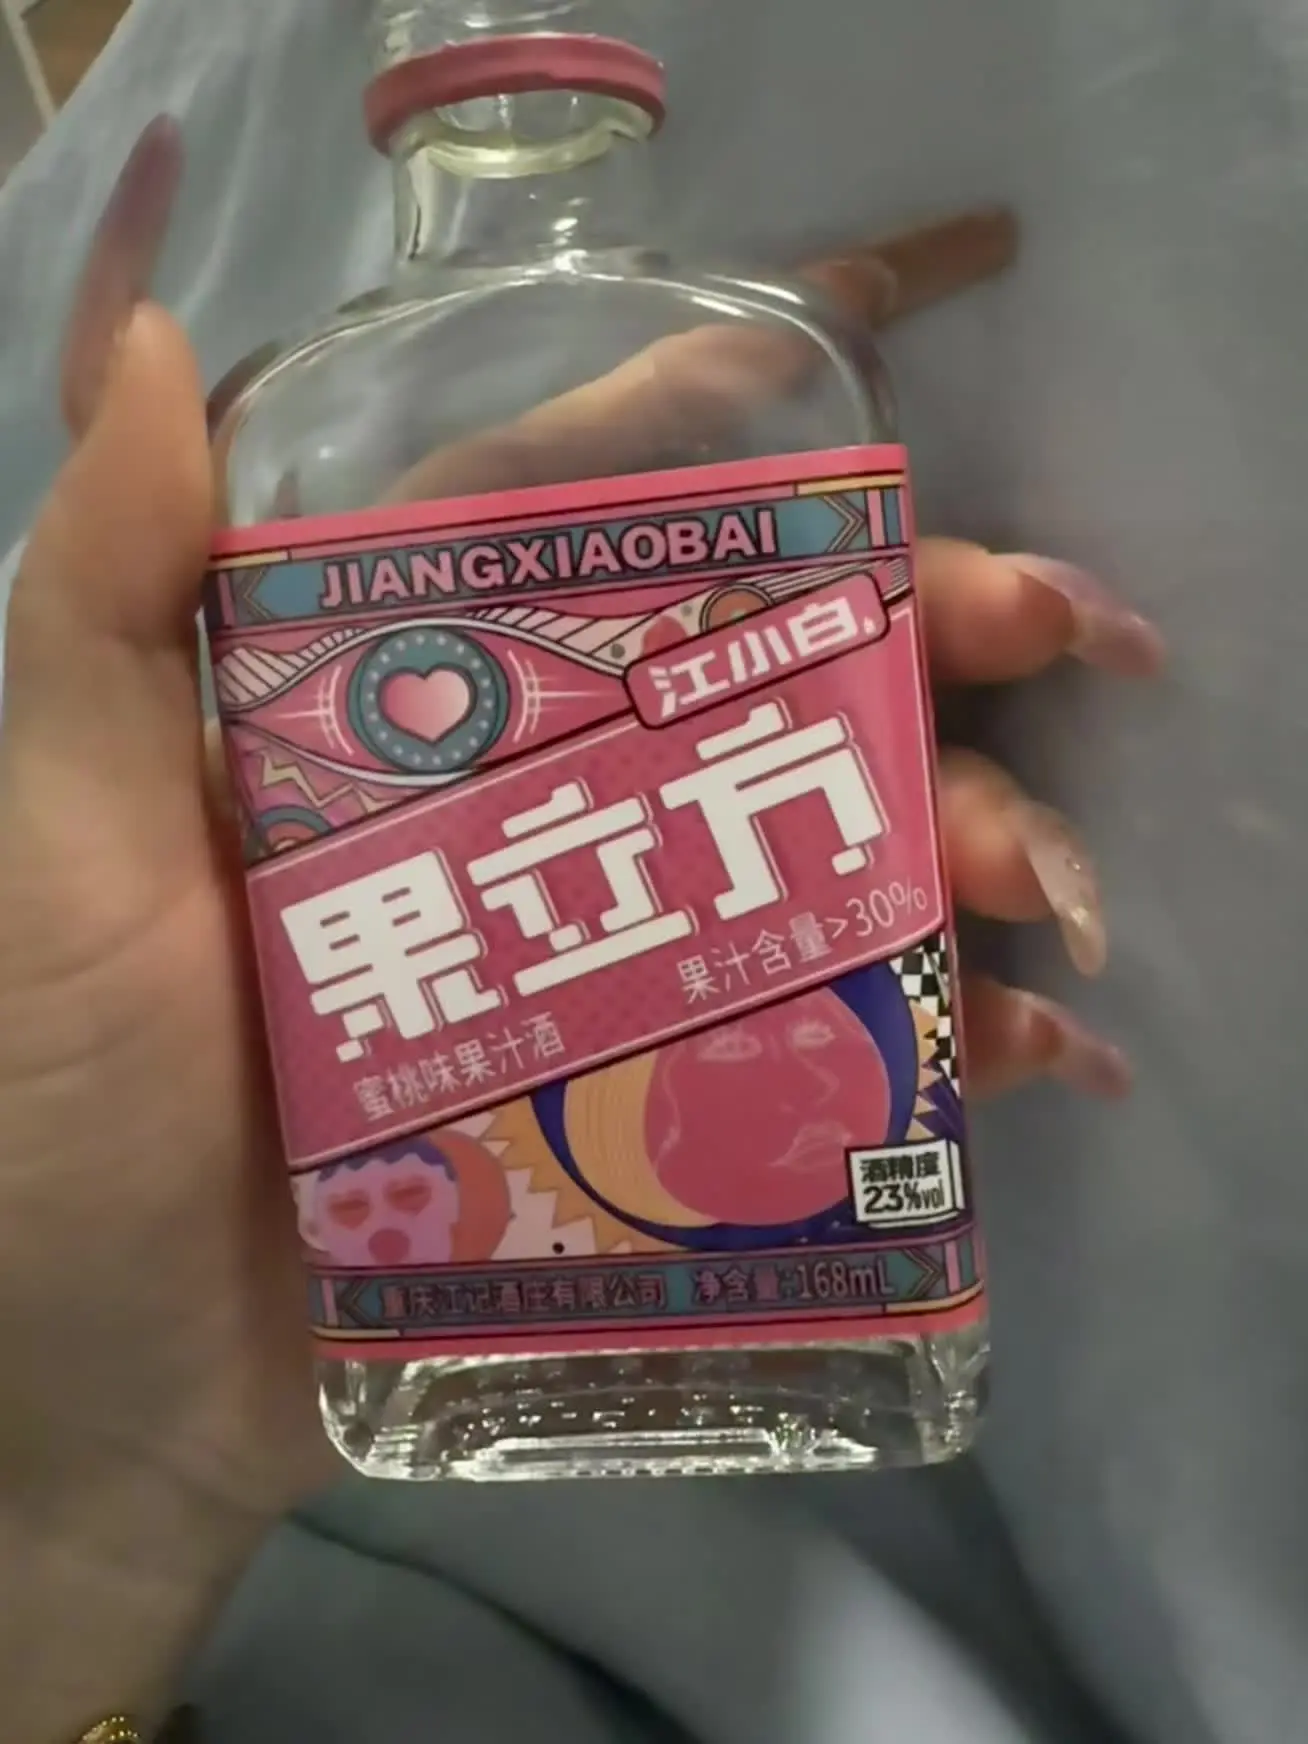 JIANGXIAOBAI
江小白
果立方
果汁含量>30%
蜜桃味果汁酒
酒精度
23%vol
重庆江记酒庄有限公司 净含量:168mL